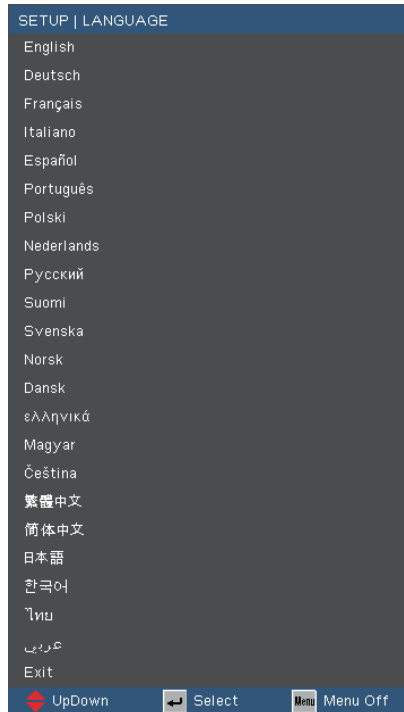 SETUP | LANGUAGE
English
Deutsch
Français
Italiano
Español
Português
Polski
Nederlands
Русский
Suomi
Svenska
Norsk
Dansk
ελληνικά
Magyar
Čeština
繁體中文
简体中文
日本語
한국어
ไทย
عربي
Exit
UpDown Select Menu Menu Off